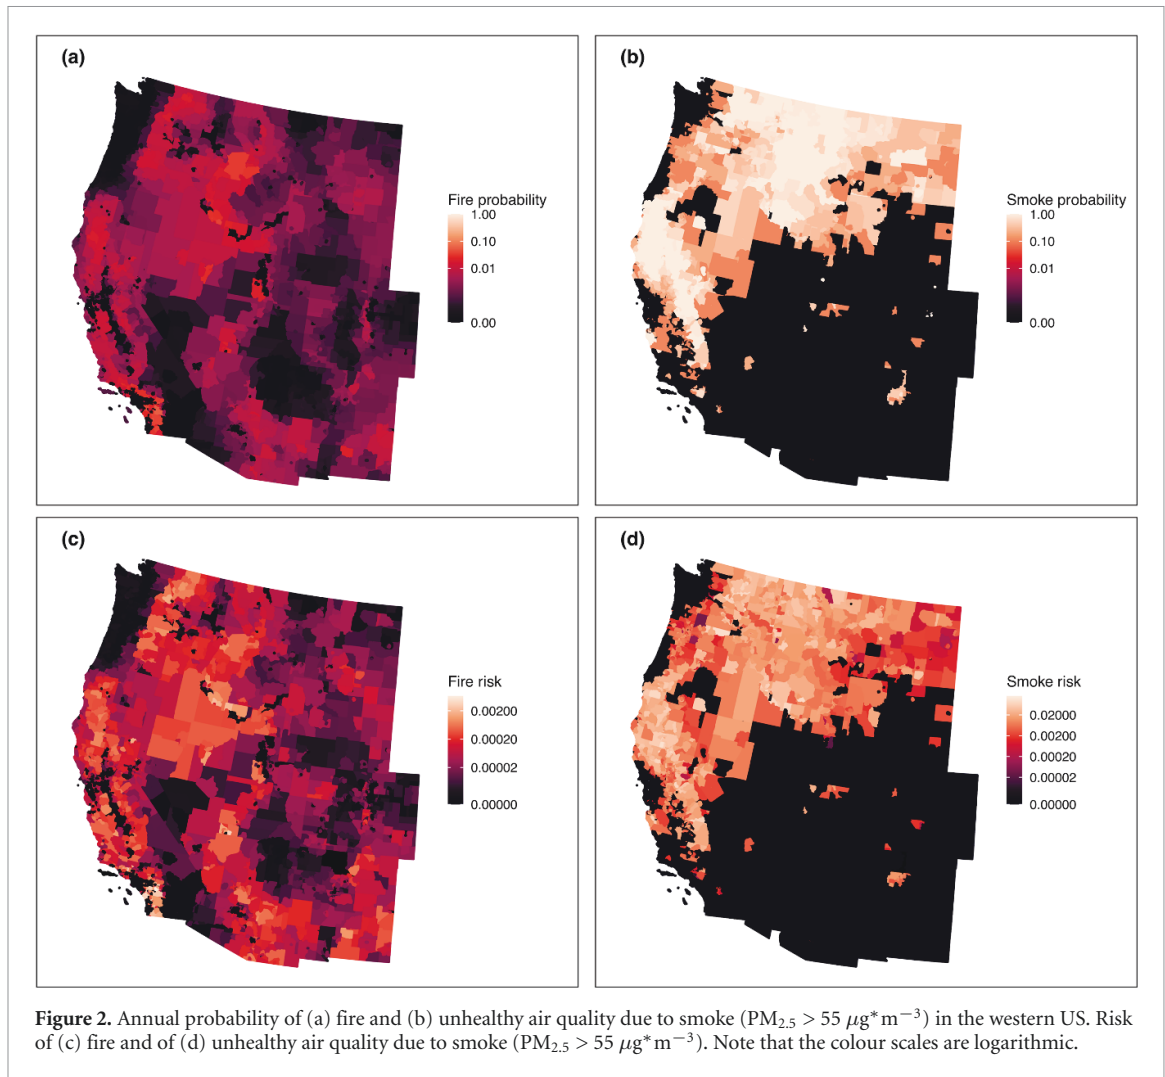 (a)
Fire probability
1.00
0.10
0.01
0.00
(b)
Smoke probability
1.00
0.10
0.01
0.00
(c)
Fire risk
0.00200
0.00020
0.00002
0.00000
(d)
Smoke risk
0.02000
0.00200
0.00020
0.00002
0.00000
Figure 2. Annual probability of (a) fire and (b) unhealthy air quality due to smoke (PM₂.₅ > 55 μg*m⁻³) in the western US. Risk
of (c) fire and of (d) unhealthy air quality due to smoke (PM₂.₅ > 55 μg*m⁻³). Note that the colour scales are logarithmic.